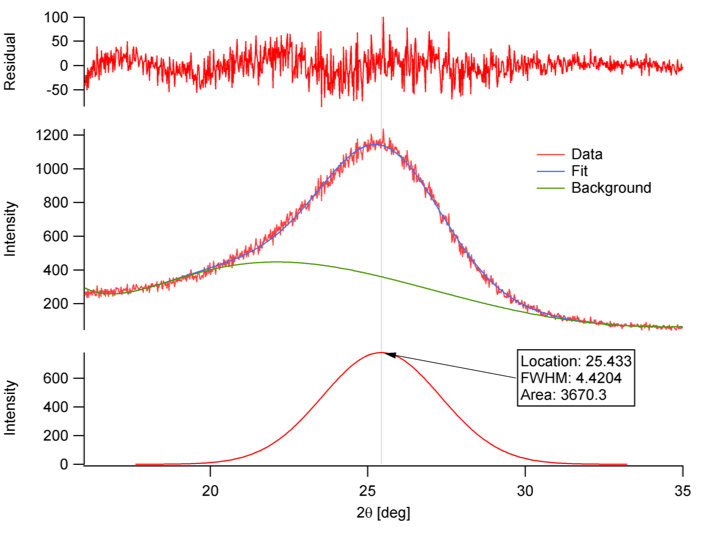 Residual
100
50
0
-50
Intensity
1200
1000
800
600
400
200
Data
Fit
Background
Intensity
600
400
200
0
Location: 25.433
FWHM: 4.4204
Area: 3670.3
20
25
30
35
2θ [deg]